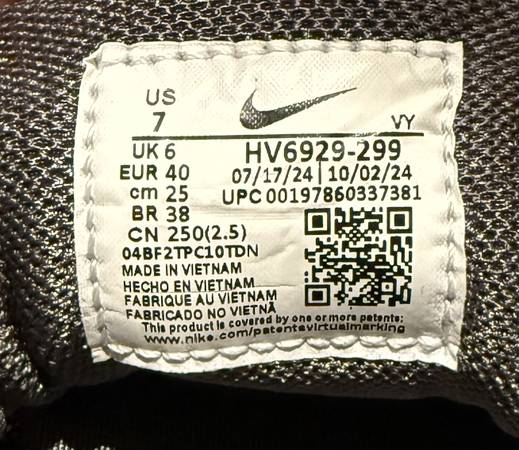 US
7
VY
UK 6
EUR 40
cm 25
BR 38
CN 250(2.5)
HV6929-299
07/17/24 | 10/02/24
UPC 00197860337381
04BF2TPC10TDN
MADE IN VIETNAM
HECHO EN VIETNAM
FABRIQUE AU VIETNAM
FABRICADO NO VIETNÃ
This product is covered by one or more patents:
www.nike.com/patentsvirtualmarking